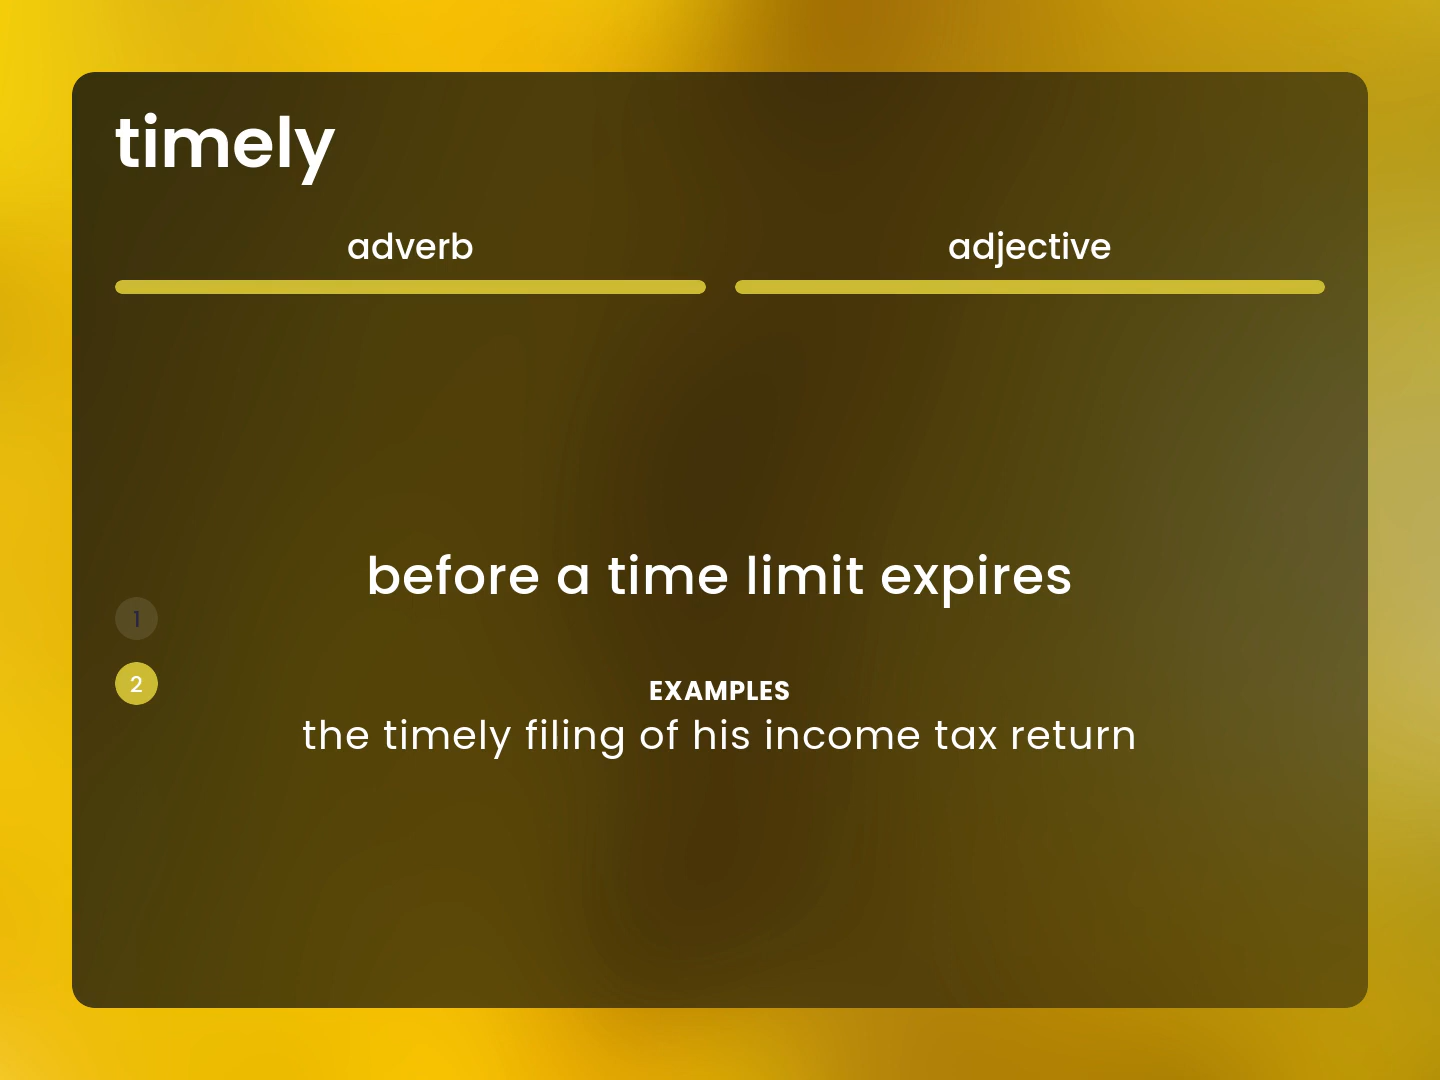 timely
adverb
adjective
before a time limit expires
1
2
EXAMPLES
the timely filing of his income tax return